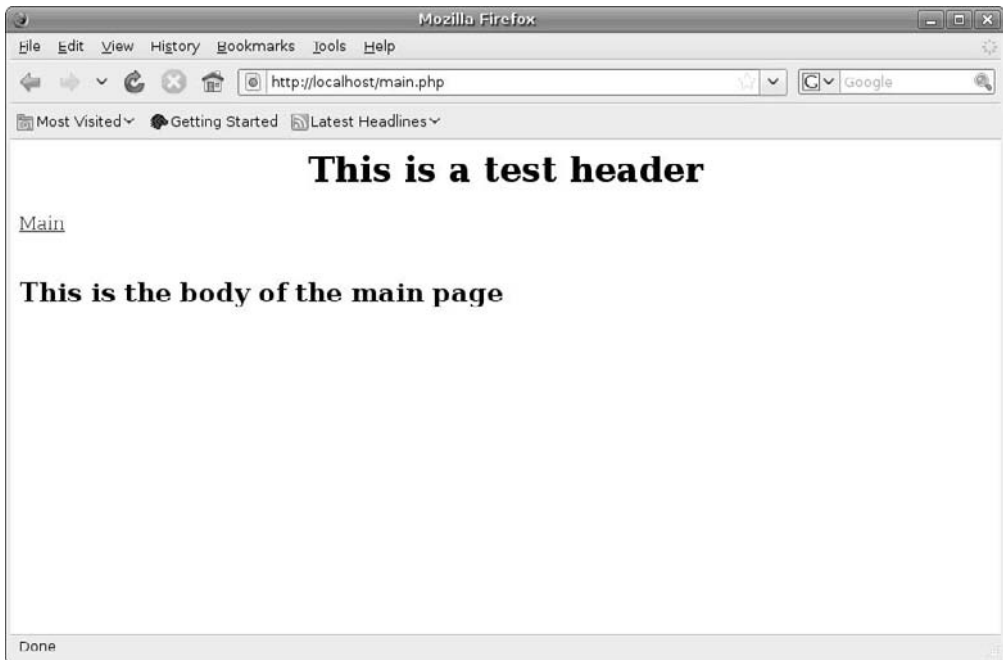 Mozilla Firefox
File Edit View History Bookmarks Tools Help
http://localhost/main.php
G Google
Most Visited Getting Started Latest Headlines
This is a test header
Main
This is the body of the main page
Done